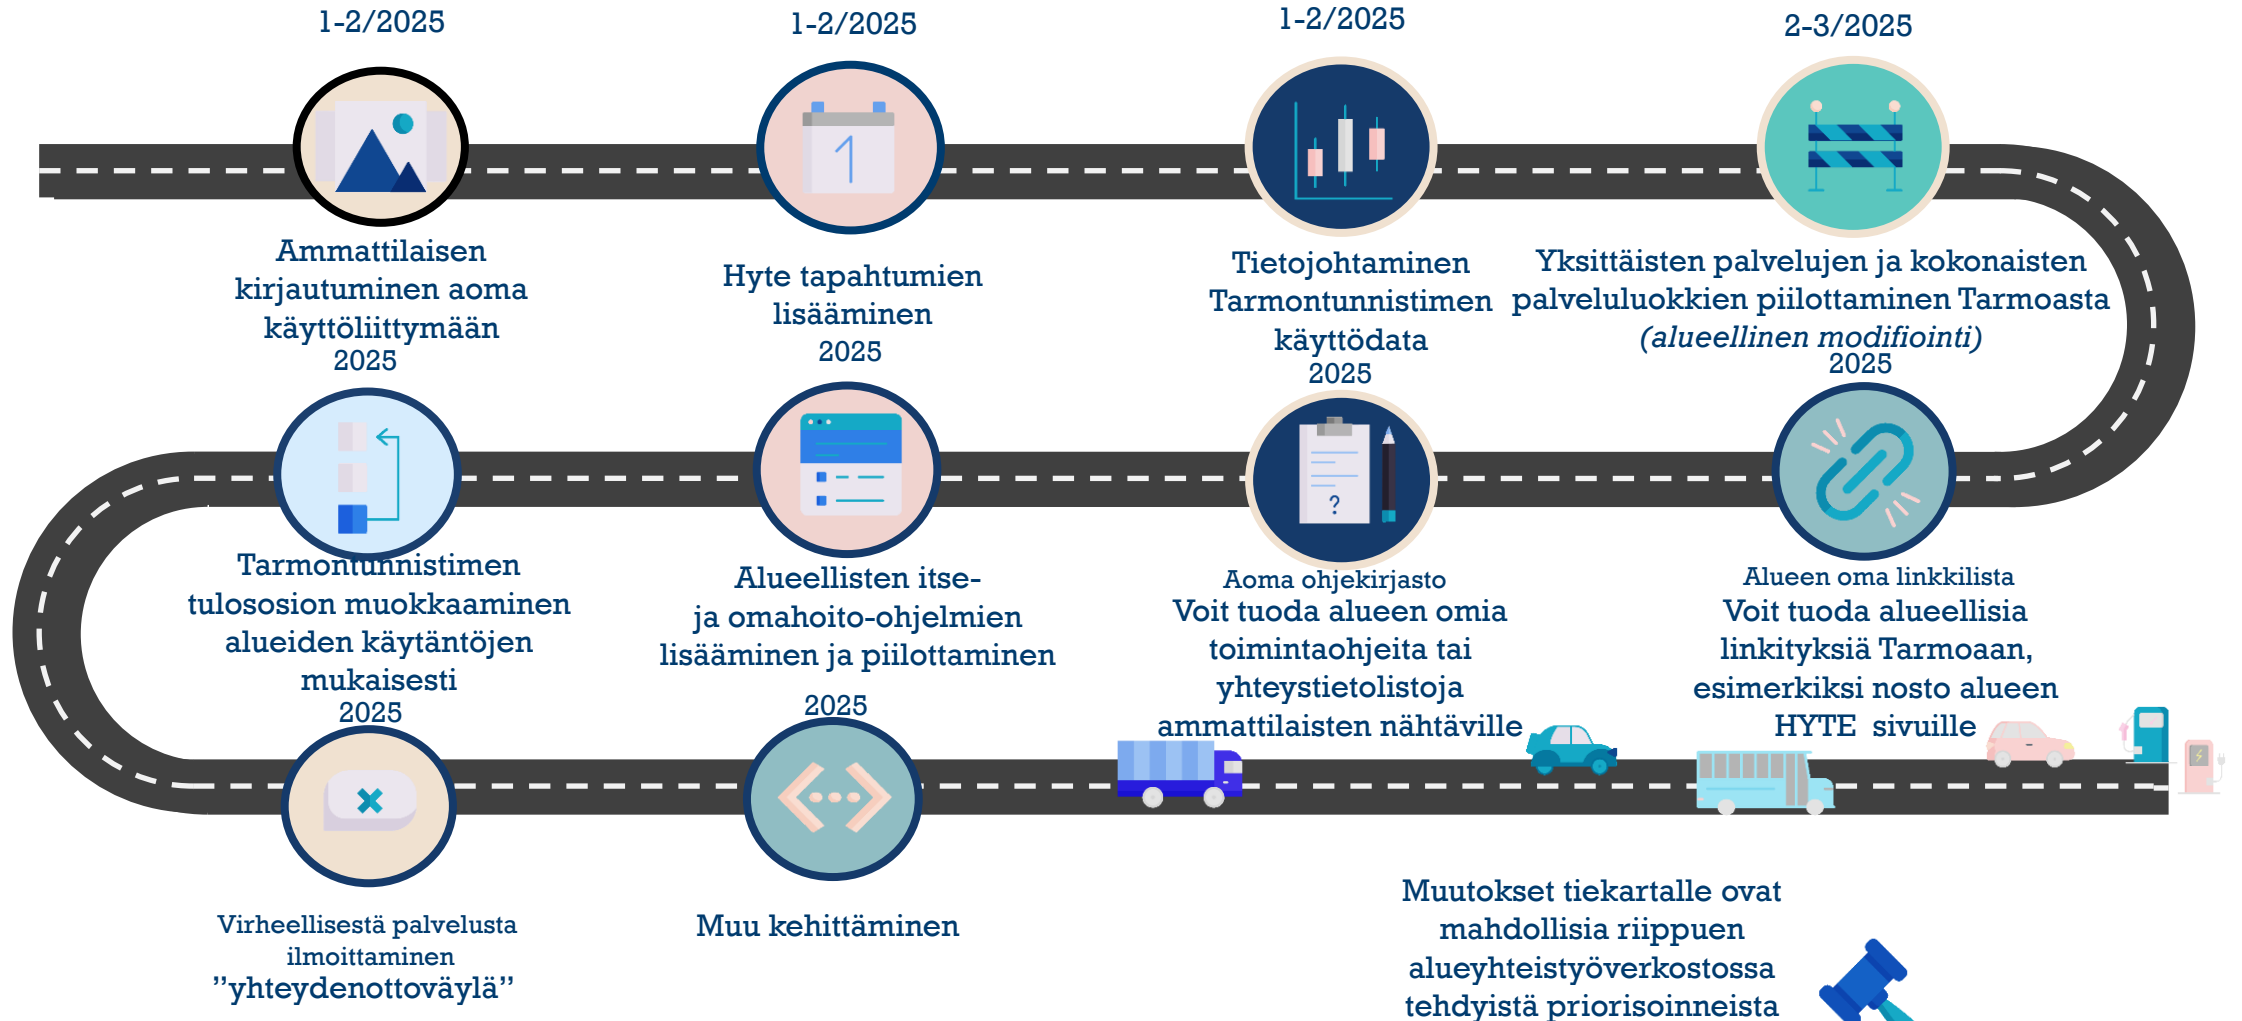 1-2/2025
Ammattilaisen
kirjautuminen aoma
käyttöliittymään
1-2/2025
1
Hyte tapahtumien
lisääminen
1-2/2025
Tietojohtaminen
Tarmontunnistimen
käyttödata
2-3/2025
Yksittäisten palvelujen ja kokonaisten
palveluluokkien piilottaminen Tarmoasta
(alueellinen modifiointi)
2025
Tarmontunnistimen
tulososion muokkaaminen
alueiden käytäntöjen
mukaisesti
2025
Alueellisten itse-
ja omahoito-ohjelmien
lisääminen ja piilottaminen
2025
?
Aoma ohjekirjasto
Voit tuoda alueen omia
toimintaohjeita tai
yhteystietolistoja
ammattilaisten nähtäville
2025
Alueen oma linkkilista
Voit tuoda alueellisia
linkityksiä Tarmoaan,
esimerkiksi nosto alueen
HYTE sivuille
2025
Virheellisestä palvelusta
ilmoittaminen
”yhteydenottoväylä”
2025
Muu kehittäminen
Muutokset tiekartalle ovat
mahdollisia riippuen
alueyhteistyöverkostossa
tehdyistä priorisoinneista